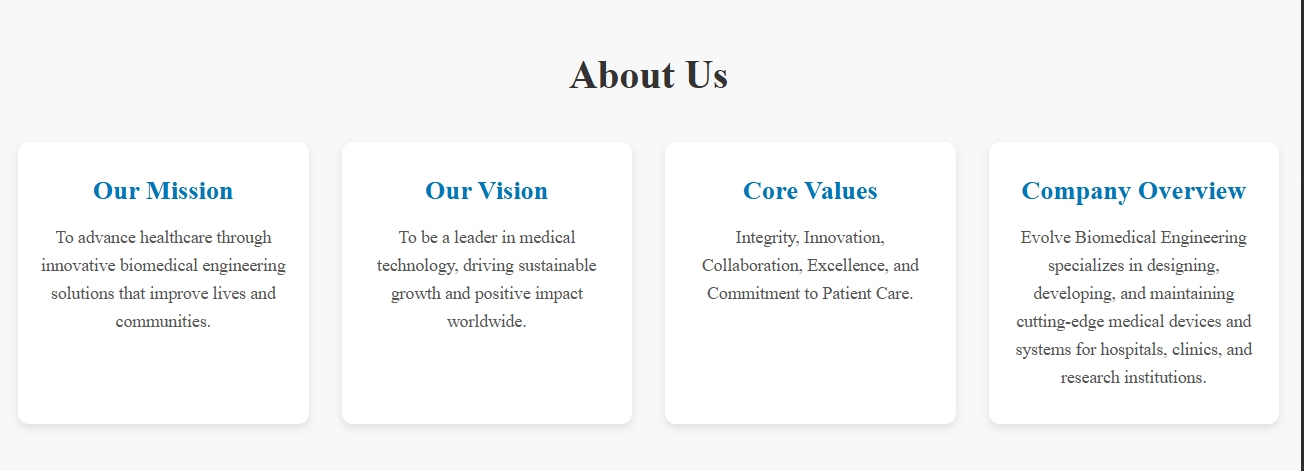 About Us
Our Mission
To advance healthcare through
innovative biomedical engineering
solutions that improve lives and
communities.
Our Vision
To be a leader in medical
technology, driving sustainable
growth and positive impact
worldwide.
Core Values
Integrity, Innovation,
Collaboration, Excellence, and
Commitment to Patient Care.
Company Overview
Evolve Biomedical Engineering
specializes in designing,
developing, and maintaining
cutting-edge medical devices and
systems for hospitals, clinics, and
research institutions.